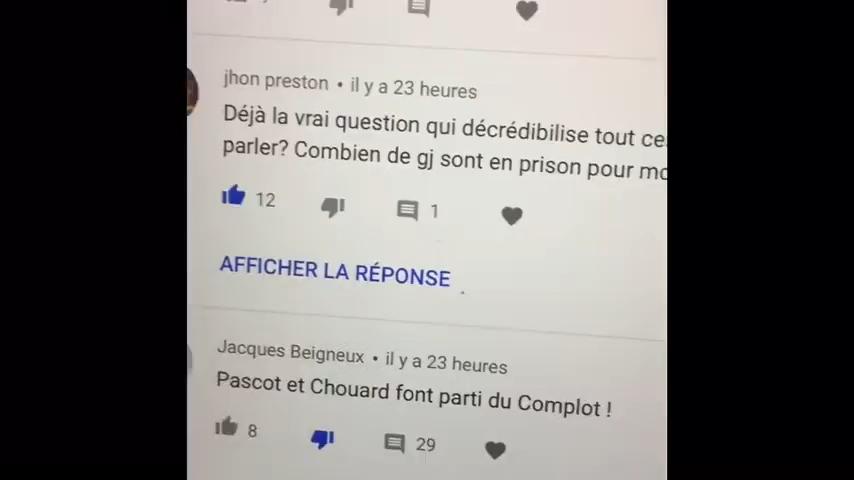 jhon preston • il y a 23 heures
Déjà la vrai question qui décrédibilise tout
parler? Combien de gj sont en prison pour
12
1
AFFICHER LA RÉPONSE
Jacques Beigneux • il y a 23 heures
Pascot et Chouard font parti du Complot !
8
29